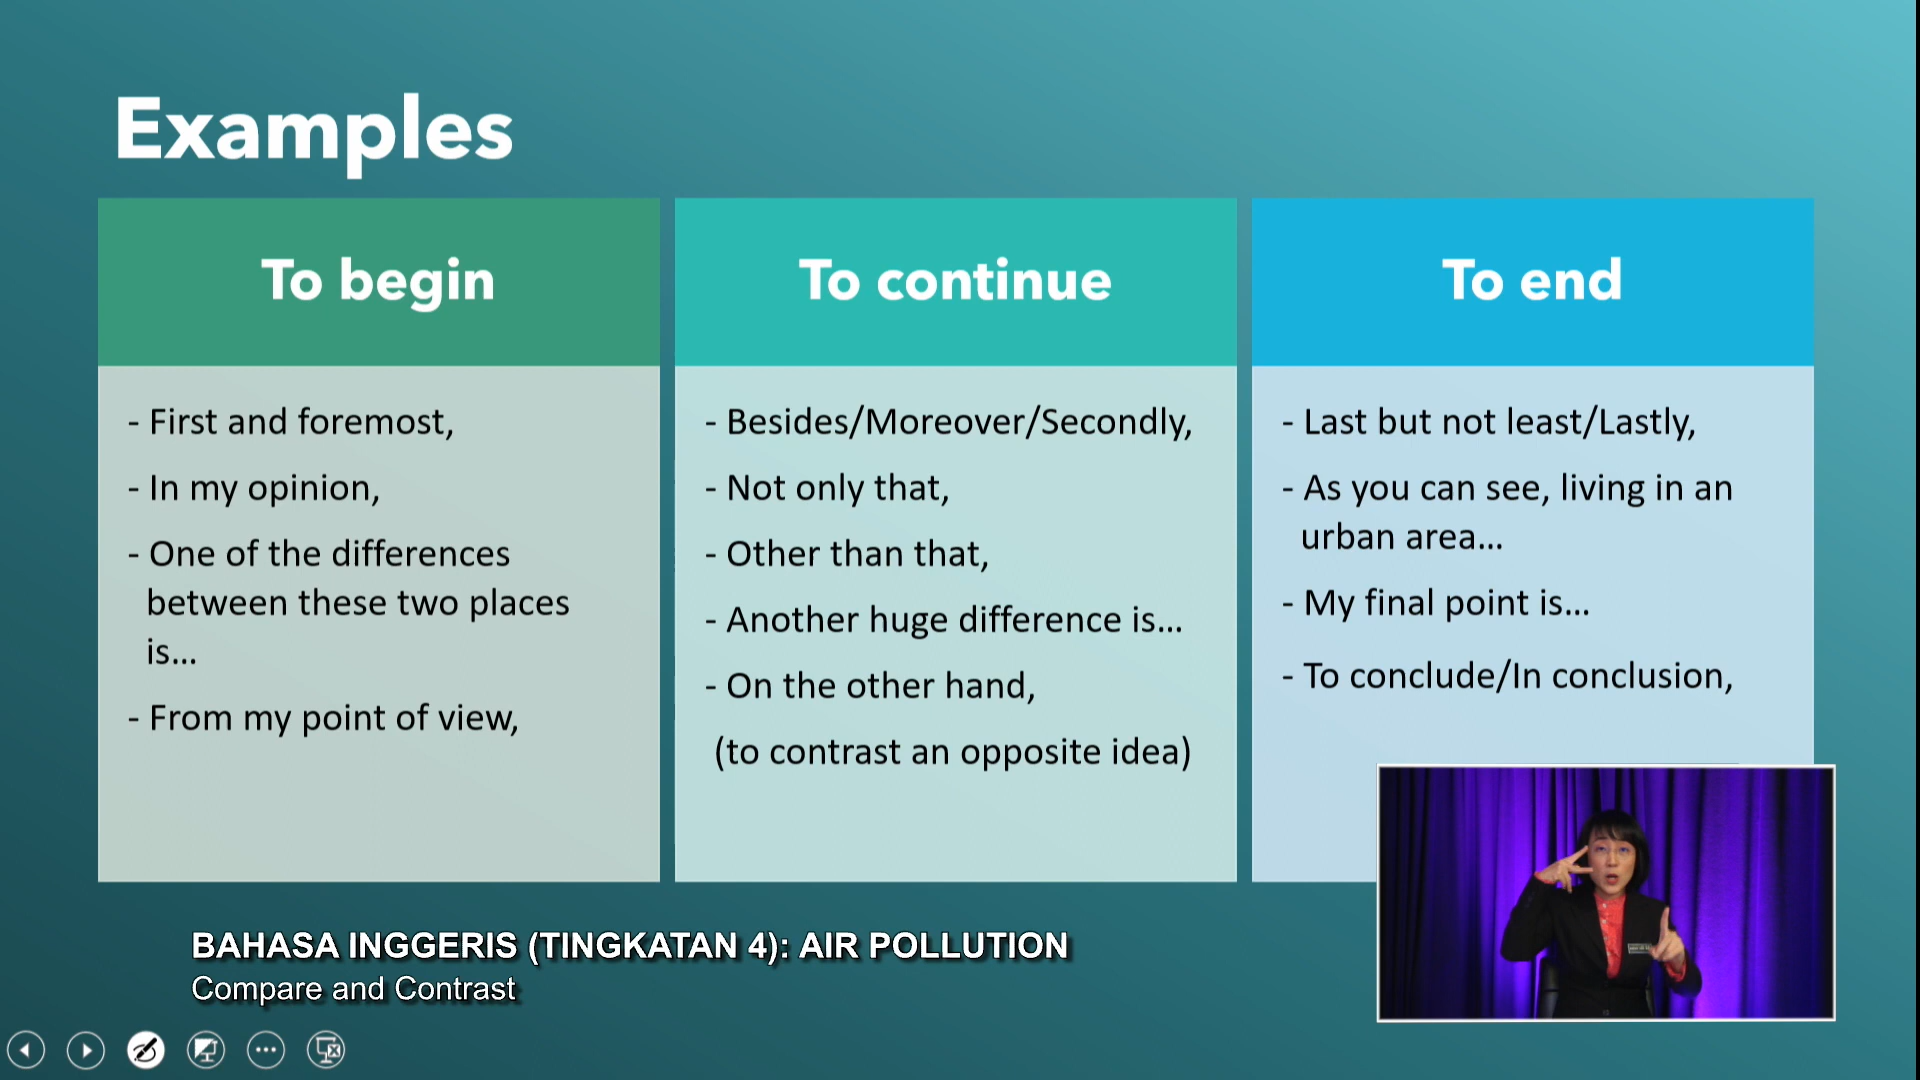 Examples
To begin
- First and foremost,
- In my opinion,
- One of the differences
between these two places
is...
- From my point of view,
To continue
- Besides/Moreover/Secondly,
- Not only that,
- Other than that,
- Another huge difference is...
- On the other hand,
(to contrast an opposite idea)
To end
- Last but not least/Lastly,
- As you can see, living in an
urban area...
- My final point is...
- To conclude/In conclusion,
BAHASA INGGERIS (TINGKATAN 4): AIR POLLUTION
Compare and Contrast